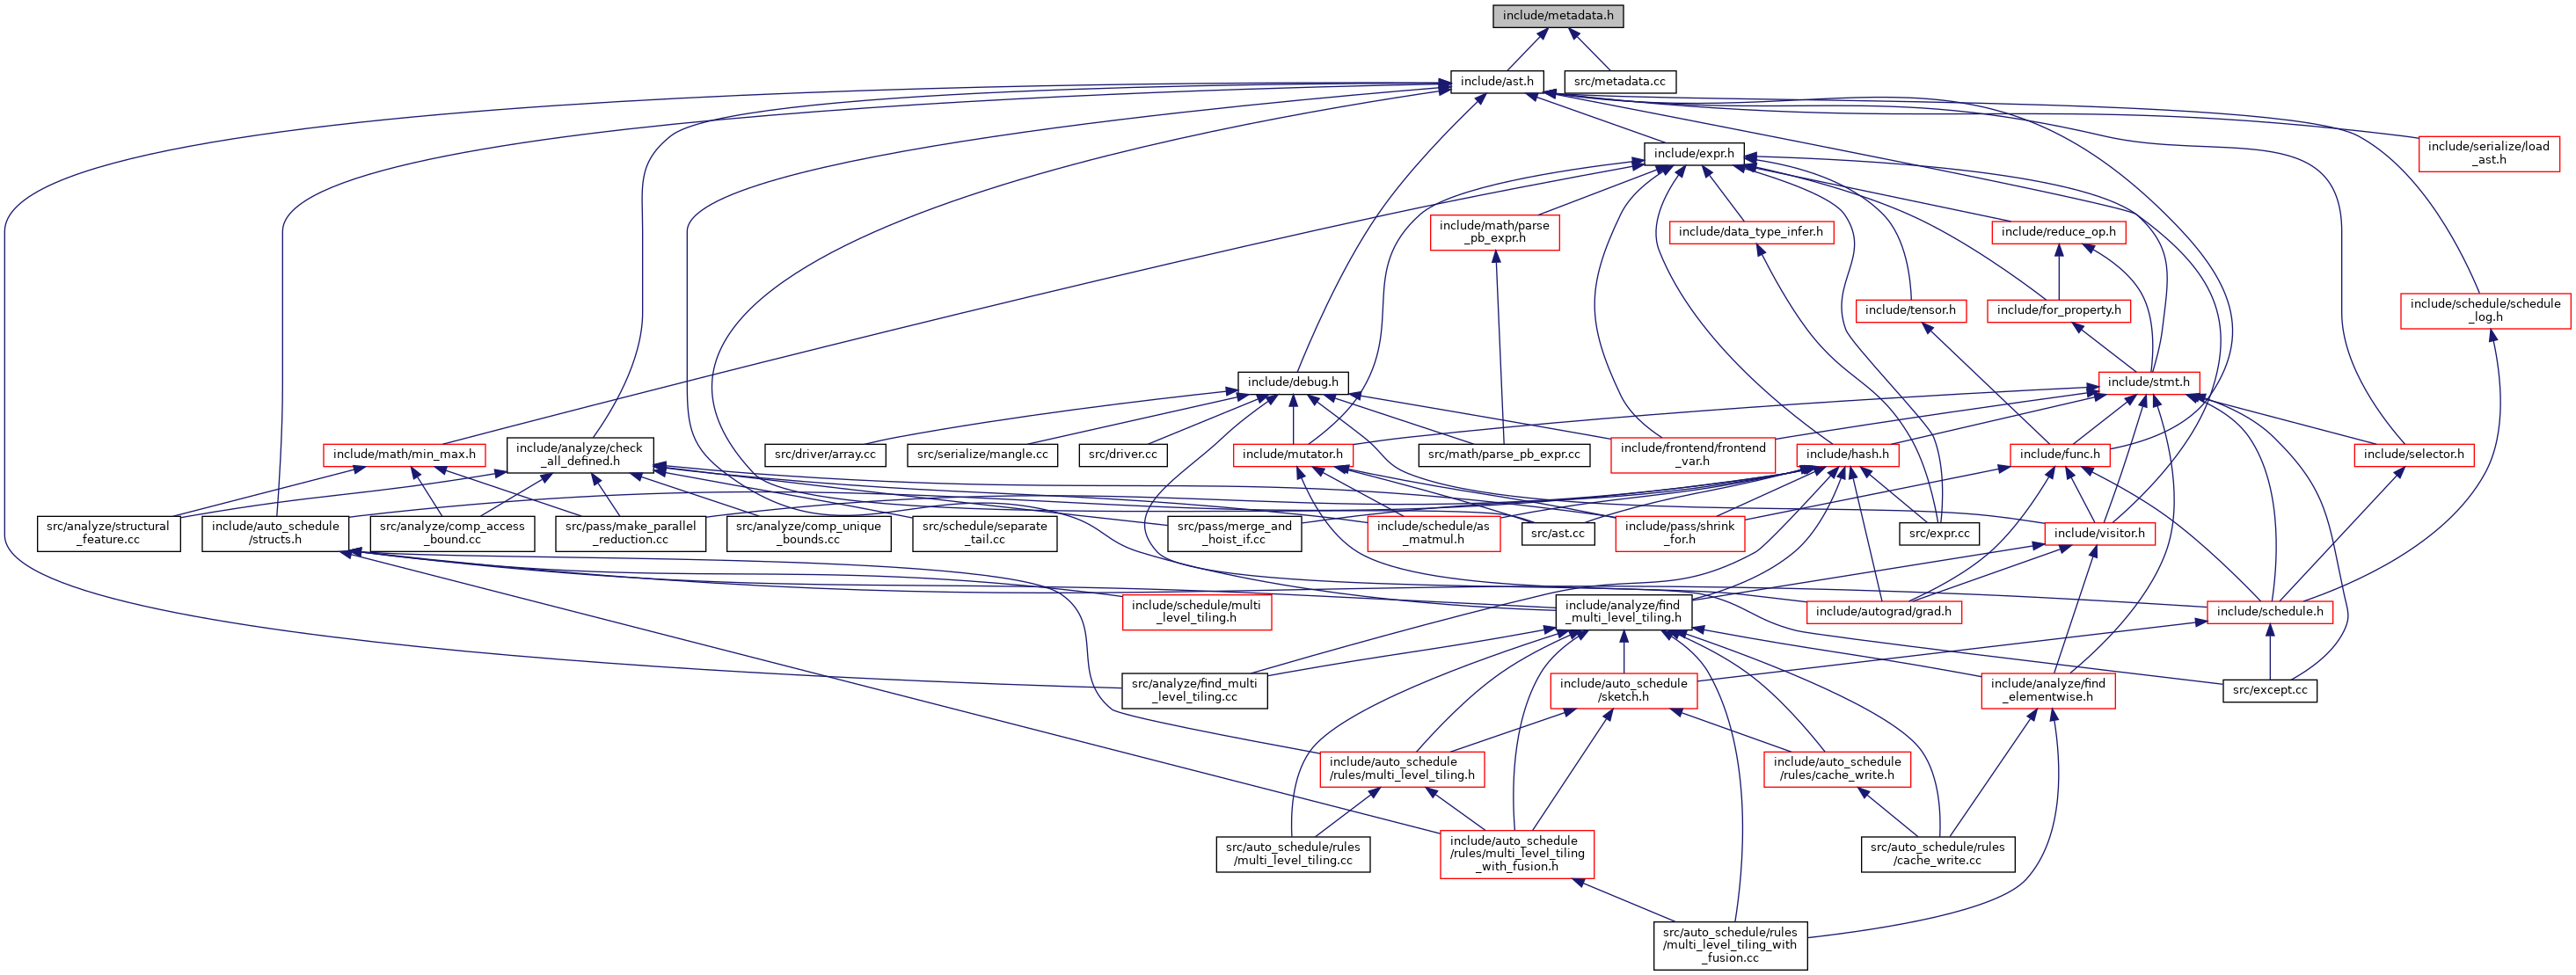 include/metadata.h
include/ast.h
src/metadata.cc
include/expr.h
include/serialize/load
_ast.h
include/math/parse
_pb_expr.h
include/data_type_infer.h
include/reduce_op.h
include/tensor.h
include/for_property.h
include/schedule/schedule
_log.h
include/debug.h
include/stmt.h
include/math/min_max.h
include/analyze/check
_all_defined.h
src/driver/array.cc
src/serialize/mangle.cc
src/driver.cc
include/mutator.h
src/math/parse_pb_expr.cc
include/frontend/frontend
_var.h
include/hash.h
include/func.h
include/selector.h
src/analyze/structural
_feature.cc
include/auto_schedule
/structs.h
src/analyze/comp_access
_bound.cc
src/pass/make_parallel
_reduction.cc
src/analyze/comp_unique
_bounds.cc
src/schedule/separate
_tail.cc
src/pass/merge_and
_hoist_if.cc
include/schedule/as
_matmul.h
src/ast.cc
include/pass/shrink
_for.h
src/expr.cc
include/visitor.h
include/schedule/multi
_level_tiling.h
include/analyze/find
_multi_level_tiling.h
include/autograd/grad.h
include/schedule.h
src/analyze/find_multi
_level_tiling.cc
include/auto_schedule
/sketch.h
include/analyze/find
_elementwise.h
src/except.cc
include/auto_schedule
/rules/multi_level_tiling.h
include/auto_schedule
/rules/cache_write.h
src/auto_schedule/rules
/multi_level_tiling.cc
include/auto_schedule
/rules/multi_level_tiling
_with_fusion.h
src/auto_schedule/rules
/cache_write.cc
src/auto_schedule/rules
/multi_level_tiling_with
_fusion.cc